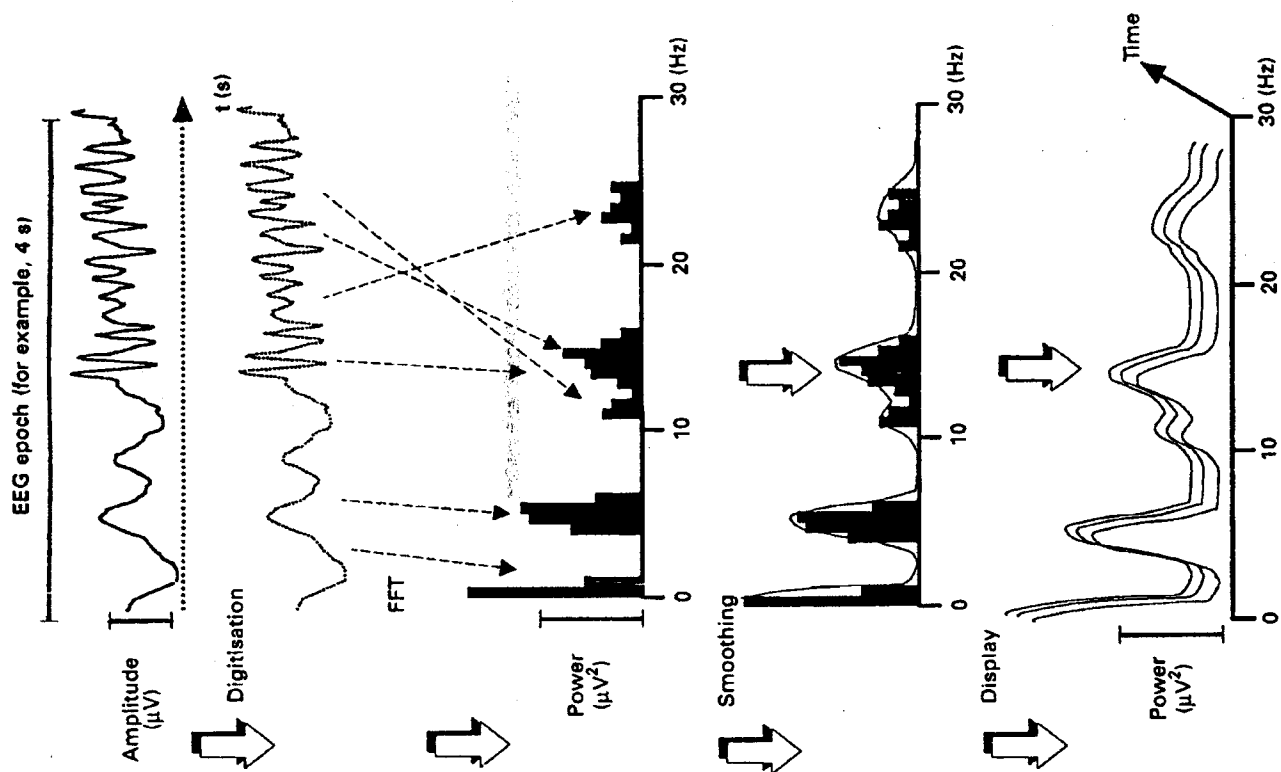 EEG epoch (for example, 4 s)
Amplitude
(μV)
t (s)
Digitisation
FFT
Power
(μV²)
0
10
20
30 (Hz)
Smoothing
0
10
20
30 (Hz)
Display
Time
Power
(μV²)
0
10
20
30 (Hz)